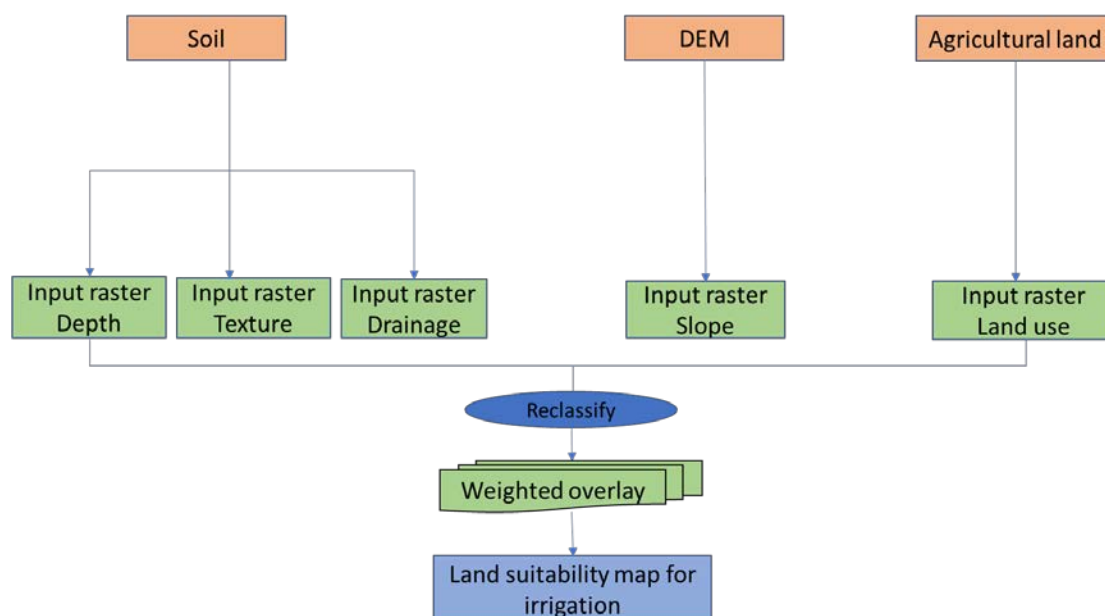 Soil
DEM
Agricultural land
Input raster
Depth
Input raster
Texture
Input raster
Drainage
Input raster
Slope
Input raster
Land use
Reclassify
Weighted overlay
Land suitability map for
irrigation